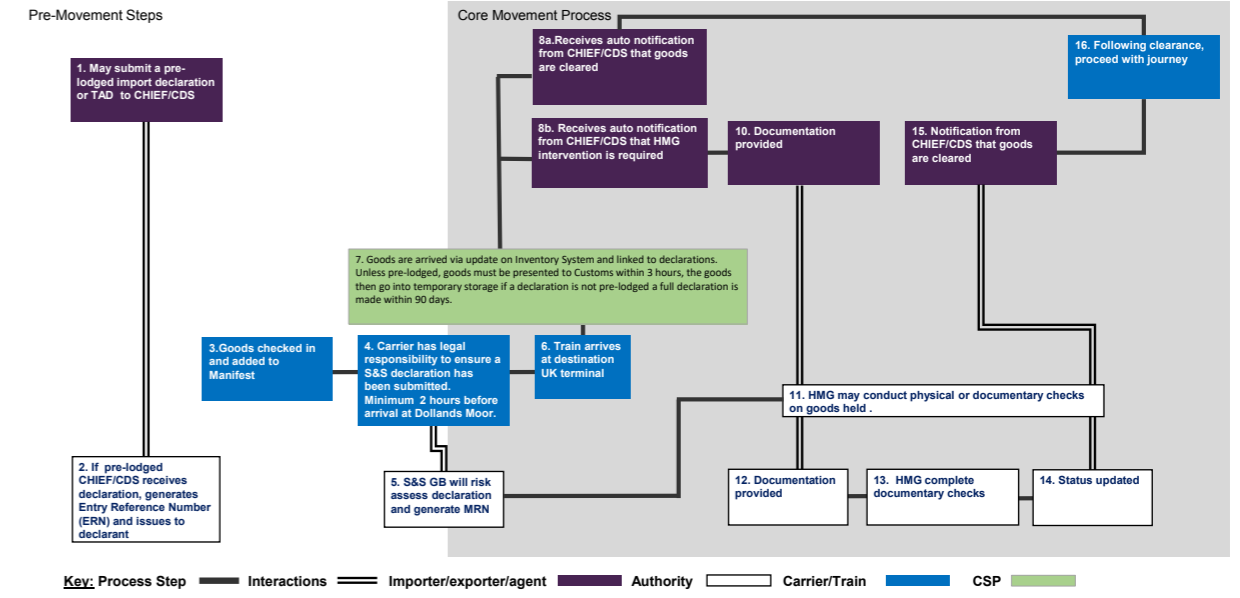 Pre-Movement Steps
Core Movement Process
1. May submit a pre-
lodged import declaration
or TAD to CHIEF/CDS
8a.Receives auto notification
from CHIEF/CDS that goods
are cleared
16. Following clearance,
proceed with journey
8b. Receives auto notification
from CHIEF/CDS that HMG
intervention is required
10. Documentation
provided
15. Notification from
CHIEF/CDS that goods
are cleared
7. Goods are arrived via update on Inventory System and linked to declarations.
Unless pre-lodged, goods must be presented to Customs within 3 hours, the goods
then go into temporary storage if a declaration is not pre-lodged a full declaration is
made within 90 days.
3.Goods checked in
and added to
Manifest
4. Carrier has legal
responsibility to ensure a
S&S declaration has
been submitted.
Minimum 2 hours before
arrival at Dollands Moor.
6. Train arrives
at destination
UK terminal
11. HMG may conduct physical or documentary checks
on goods held .
2. If pre-lodged
CHIEF/CDS receives
declaration, generates
Entry Reference Number
(ERN) and issues to
declarant
5. S&S GB will risk
assess declaration
and generate MRN
12. Documentation
provided
13. HMG complete
documentary checks
14. Status updated
Key: Process Step Interactions Importer/exporter/agent Authority Carrier/Train CSP